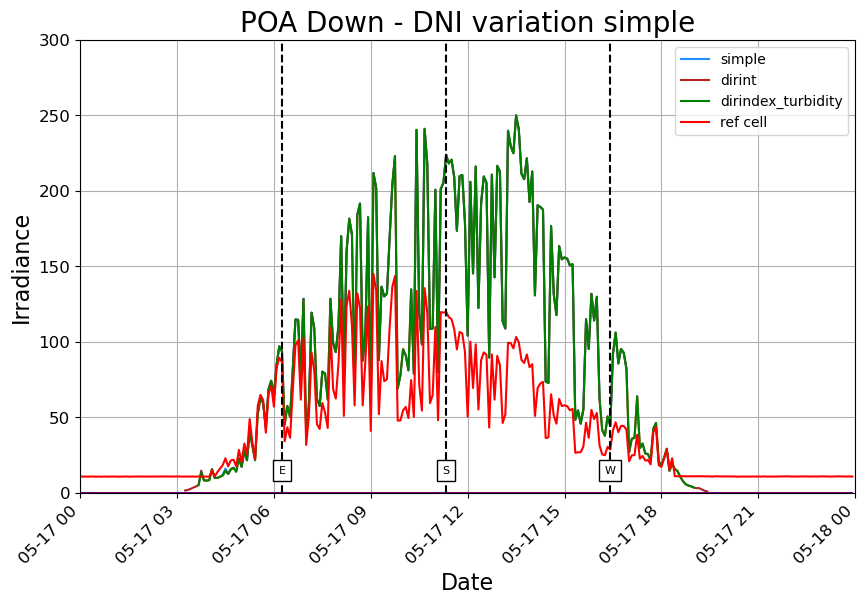 POA Down - DNI variation simple
300
250
200
150
100
50
0
Irradiance
simple
dirint
dirindex_turbidity
ref cell
E
S
W
05-17 00
05-17 03
05-17 06
05-17 09
05-17 12
05-17 15
05-17 18
05-17 21
05-18 00
Date